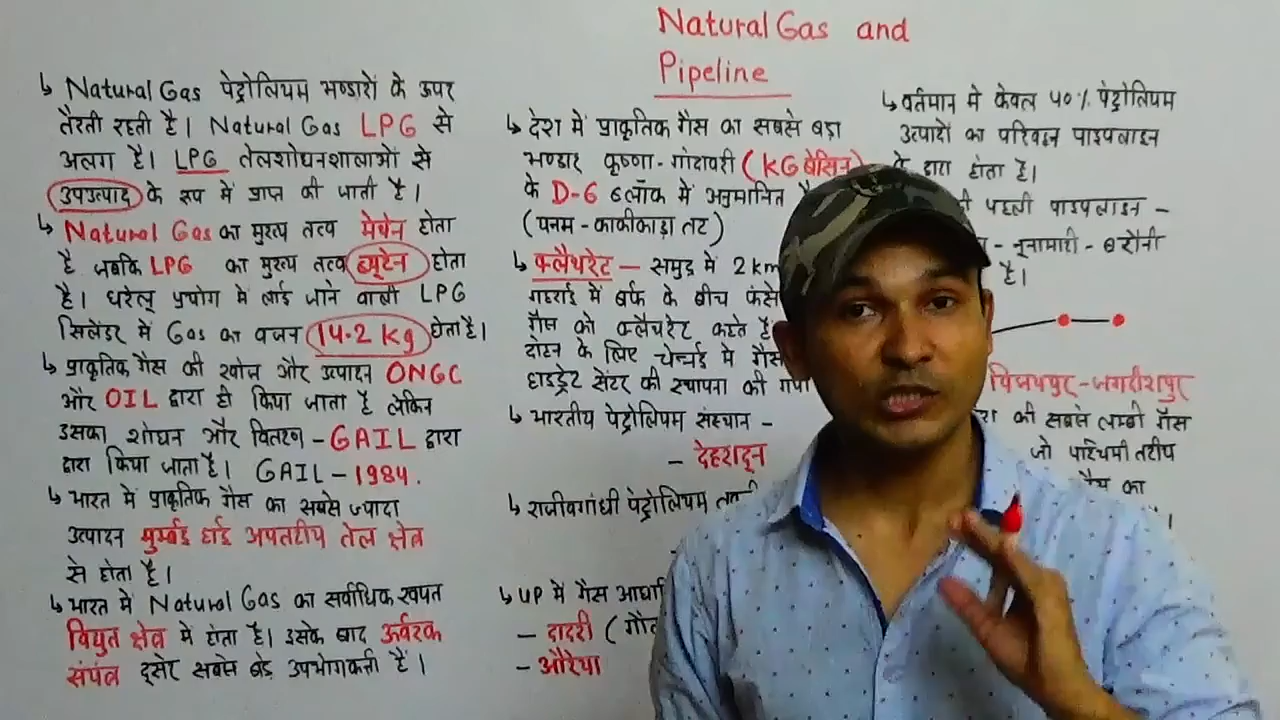 Natural Gas and
Pipeline
↳ Natural Gas पेट्रोलियम भण्डारों के ऊपर
तैरती रहती है। Natural Gas LPG से
अलग है। LPG तेलशोधनशालाओं से
उपउत्पाद के रूप में प्राप्त की जाती है।
↳ Natural Gas का मुख्य तत्व मेथेन होता
है जबकि LPG का मुख्य तत्व ब्यूटेन होता
है। घरेलू प्रयोग में लाई जाने वाली LPG
सिलेंडर में Gas का वजन 14.2 Kg होता है।
↳ प्राकृतिक गैस की खोज और उत्पादन ONGC
और OIL द्वारा ही किया जाता है लेकिन
उसका शोधन और वितरण - GAIL द्वारा
द्वारा किया जाता है। GAIL - 1984.
↳ भारत में प्राकृतिक गैस का सबसे ज्यादा
उत्पादन मुम्बई हाई अपतटीय तेल क्षेत्र
से होता है।
↳ भारत में Natural Gas का सर्वाधिक खपत
विद्युत क्षेत्र में होता है। इसके बाद ऊर्वरक
संयंत्र दूसरे सबसे बड़े उपभोगकर्ता हैं।
↳ देश में प्राकृतिक गैस का सबसे बड़ा
भण्डार कृष्णा - गोदावरी (KG बेसिन)
के D-6 ब्लॉक में अनुमानित है
(यनम - काकीकाड़ा तट)
↳ क्लैथरेट — समुद्र में 2 km
गहराई में बर्फ के बीच फंसे
गैस को क्लैथरेट कहते हैं
दोहन के लिए चेन्नई में गैस
हाइड्रेट सेंटर की स्थापना की गयी
↳ भारतीय पेट्रोलियम संस्थान -
- देहरादून
↳ राजीवगांधी पेट्रोलियम
↳ UP में गैस
- दादरी
- औरैया
↳ वर्तमान में केवल 40% पेट्रोलियम
उत्पादों का परिवहन पाइपलाइन
के द्वारा होता है।
पहली पाइपलाइन -
- नूनामाटी - बरौनी
है।
विजयपुर - जगदीशपुर
की सबसे लम्बी गैस
जो पश्चिमी तटीय
का